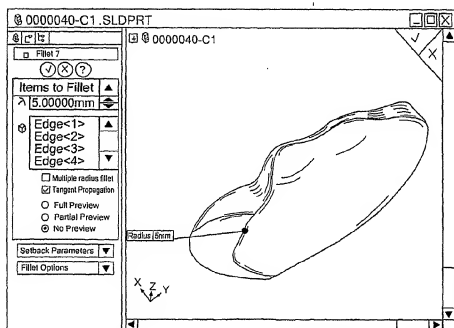 0000040-C1 .SLDPRT
0000040-C1
Fillet 7
Items to Fillet
5.00000mm
Edge<1>
Edge<2>
Edge<3>
Edge<4>
Multiple radius fillet
Tangent Propagation
Full Preview
Partial Preview
No Preview
Setback Parameters
Fillet Options
Radius 5mm
X
Z
Y